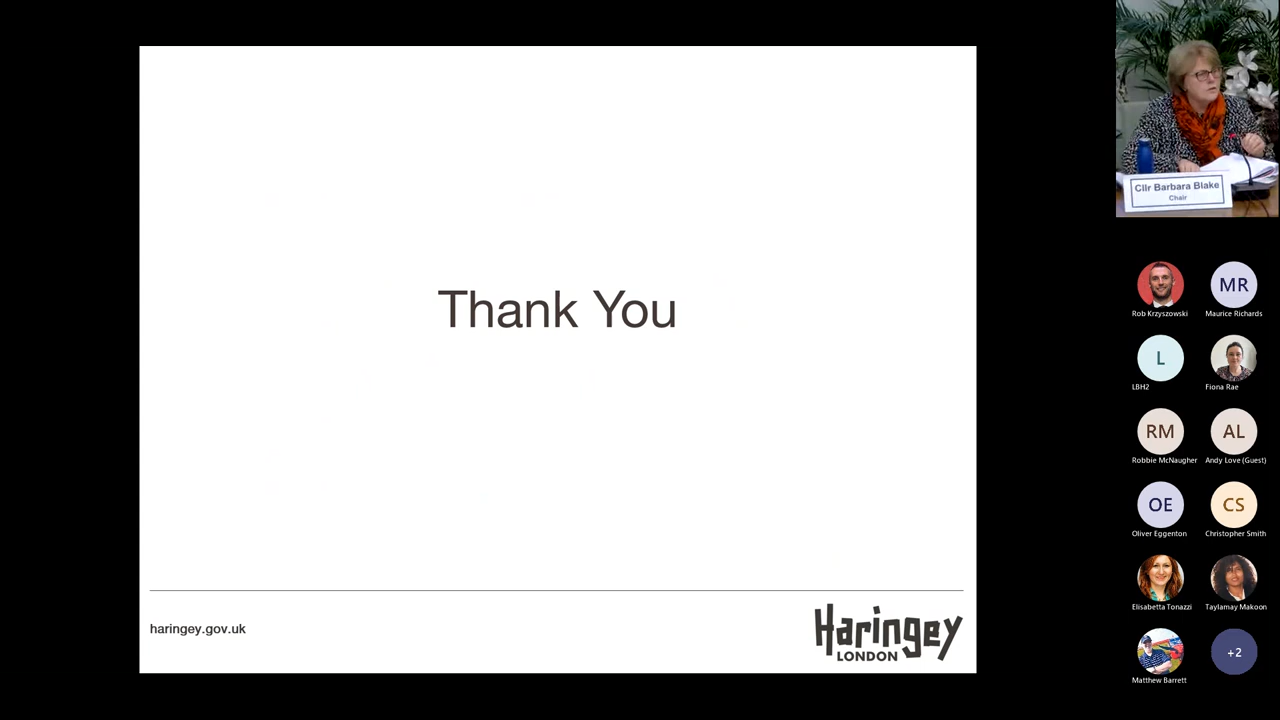 Thank You
haringey.gov.uk
Haringey
LONDON
Cllr Barbara Blake
Chair
Rob Krzyszowski
MR
Maurice Richards
L
LBH2
Fiona Rae
RM
Robbie McNaugher
AL
Andy Love (Guest)
OE
Oliver Eggenton
CS
Christopher Smith
Elisabetta Tonazzi
Taylamay Makoon
Matthew Barrett
+2